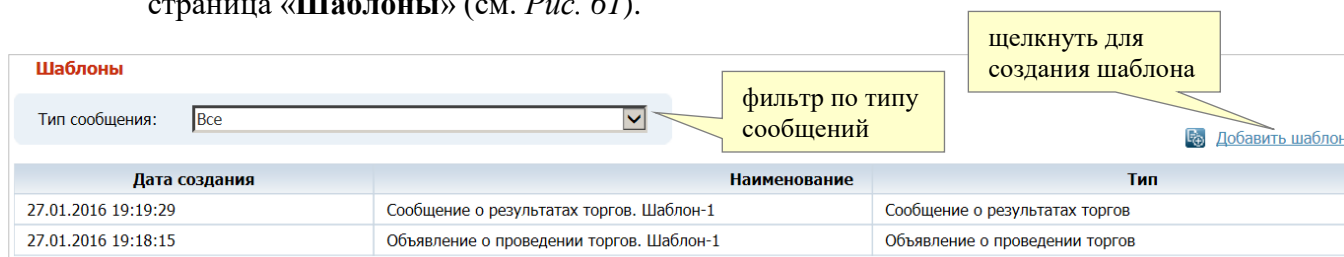 страница «Шаблоны» (см. Рис. 61).
щелкнуть для
создания шаблона
Шаблоны
фильтр по типу
сообщений
Тип сообщения: Все
Добавить шаблон
Дата создания Наименование Тип
27.01.2016 19:19:29 Сообщение о результатах торгов. Шаблон-1 Сообщение о результатах торгов
27.01.2016 19:18:15 Объявление о проведении торгов. Шаблон-1 Объявление о проведении торгов